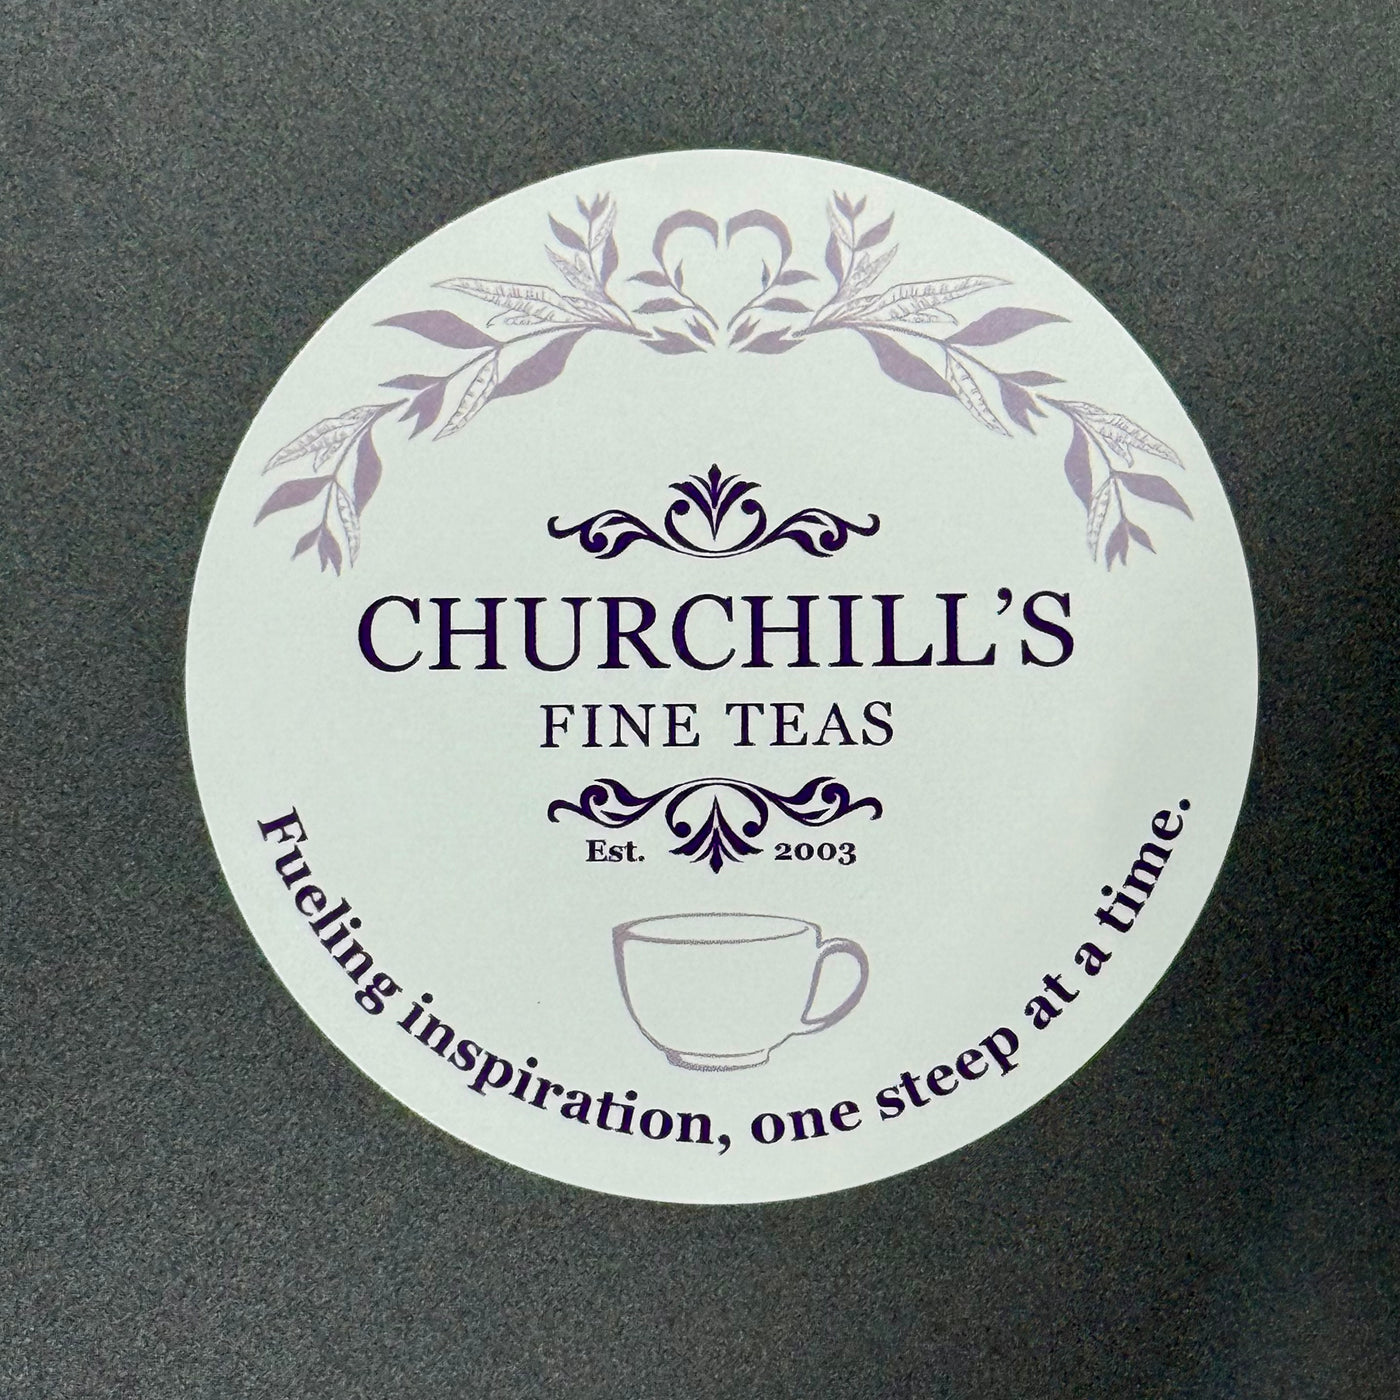 CHURCHILL’S
FINE TEAS
Est. 2003
Fueling inspiration, one steep at a time.